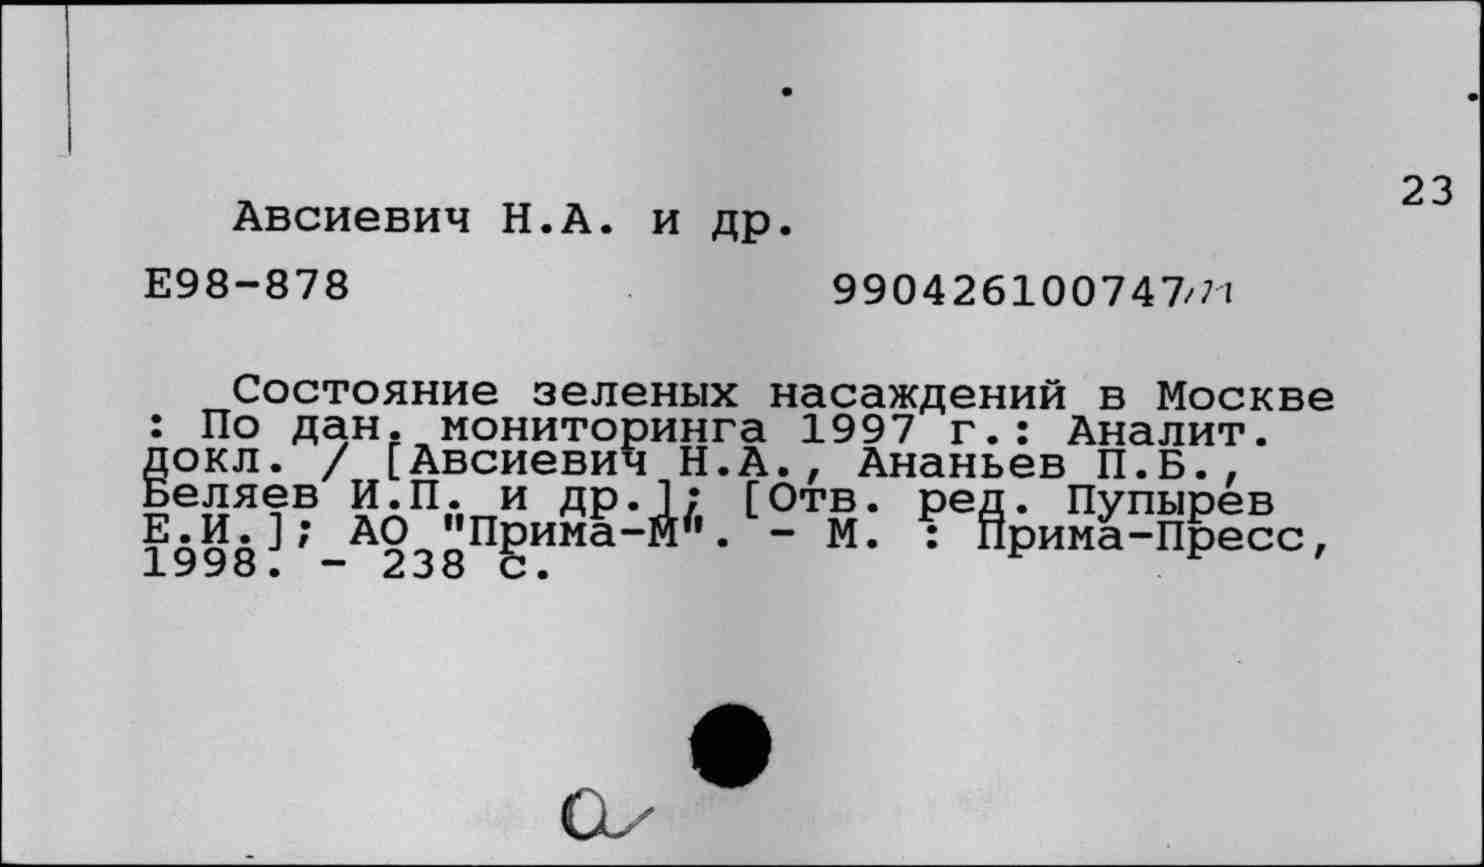 23
Авсиевич Н.А. и др.
Е98-878 990426100747
Состояние зеленых насаждений в Москве
: По дан. мониторинга 1997 г.: Аналит.
докл. / [Авсиевич Н.А., Ананьев П.Б.,
Беляев И.П. и др.]; [Отв. ред. Пупырев
Е.И.]; АО "Прима-М". - М. : Прима-Пресс,
1998. - 238 с.